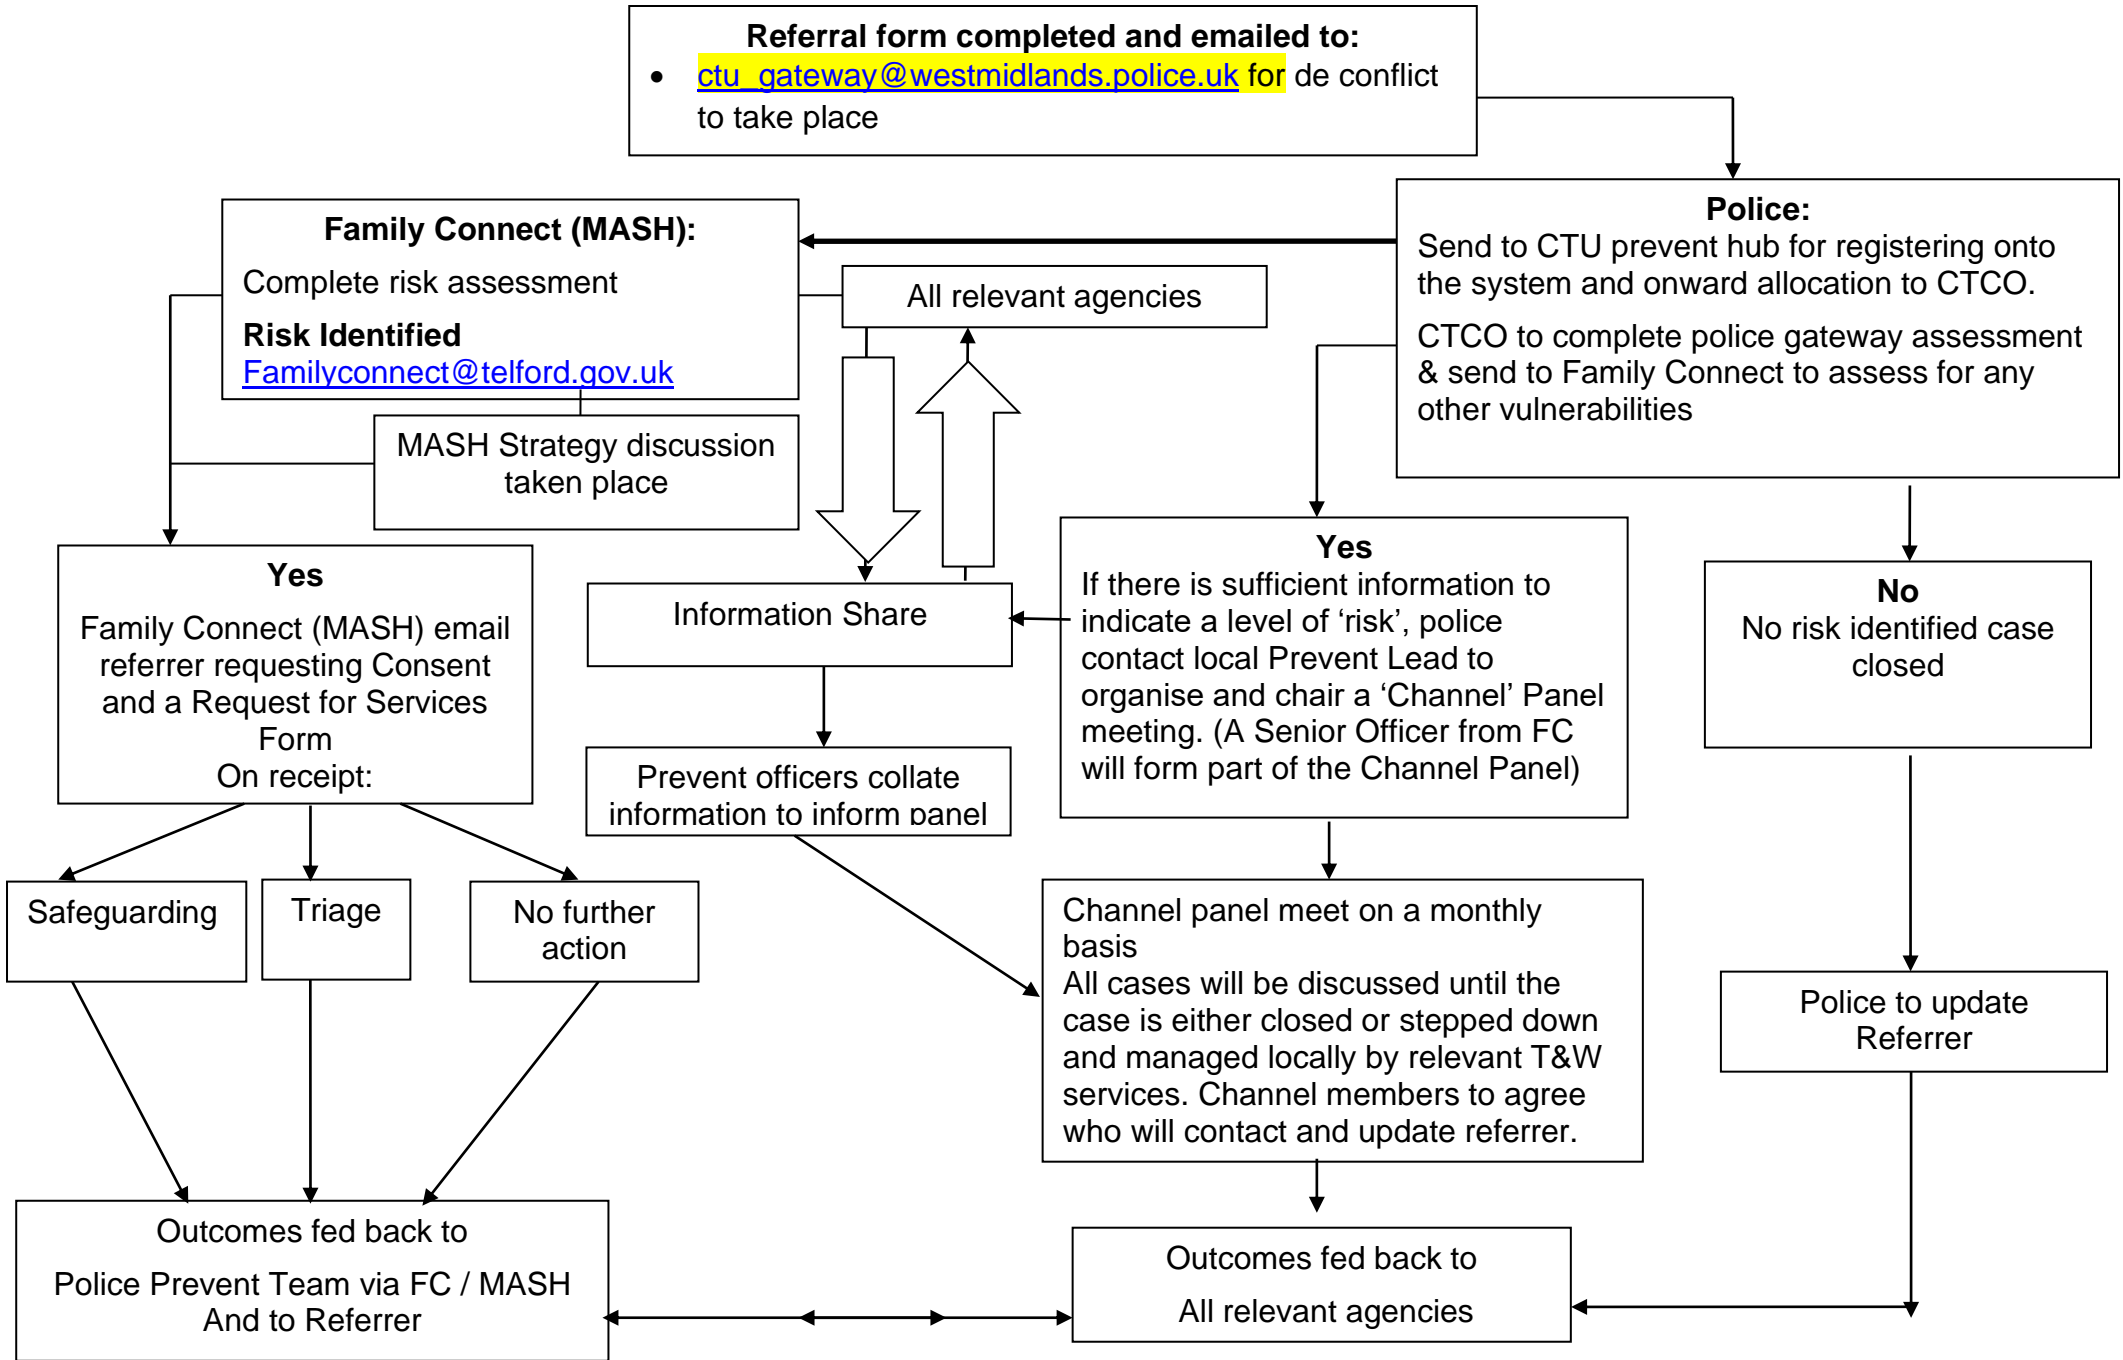 Referral form completed and emailed to:
• ctu_gateway@westmidlands.police.uk for de conflict
to take place
Family Connect (MASH):
Complete risk assessment
Risk Identified
Familyconnect@telford.gov.uk
All relevant agencies
Police:
Send to CTU prevent hub for registering onto
the system and onward allocation to CTCO.
CTCO to complete police gateway assessment
& send to Family Connect to assess for any
other vulnerabilities
MASH Strategy discussion
taken place
Yes
Family Connect (MASH) email
referrer requesting Consent
and a Request for Services
Form
On receipt:
Information Share
Yes
If there is sufficient information to
indicate a level of ‘risk’, police
contact local Prevent Lead to
organise and chair a ‘Channel’ Panel
meeting. (A Senior Officer from FC
will form part of the Channel Panel)
No
No risk identified case
closed
Prevent officers collate
information to inform panel
Safeguarding
Triage
No further
action
Channel panel meet on a monthly
basis
All cases will be discussed until the
case is either closed or stepped down
and managed locally by relevant T&W
services. Channel members to agree
who will contact and update referrer.
Police to update
Referrer
Outcomes fed back to
Police Prevent Team via FC / MASH
And to Referrer
Outcomes fed back to
All relevant agencies